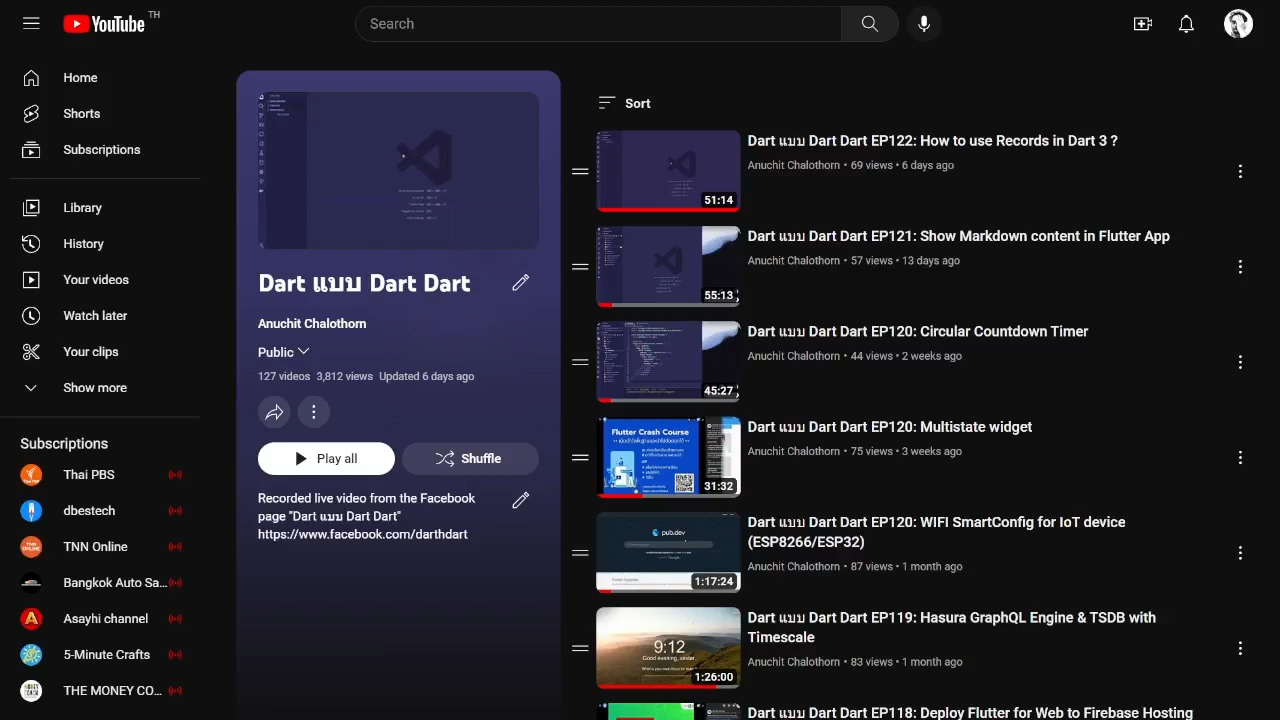 YouTube TH
Search
Home
Shorts
Subscriptions
Library
History
Your videos
Watch later
Your clips
Show more
Subscriptions
Thai PBS
dbestech
TNN Online
Bangkok Auto Sa...
Asayhi channel
5-Minute Crafts
THE MONEY CO...
Dart แบบ Dart Dart
Anuchit Chalothorn
Public
127 videos 3,812 views Updated 6 days ago
Play all
Shuffle
Recorded live video from the Facebook
page "Dart แบบ Dart Dart"
https://www.facebook.com/darthdart
Sort
51:14
Dart แบบ Dart Dart EP122: How to use Records in Dart 3 ?
Anuchit Chalothorn • 69 views • 6 days ago
55:13
Dart แบบ Dart Dart EP121: Show Markdown content in Flutter App
Anuchit Chalothorn • 57 views • 13 days ago
45:27
Dart แบบ Dart Dart EP120: Circular Countdown Timer
Anuchit Chalothorn • 44 views • 2 weeks ago
Flutter Crash Course
31:32
Dart แบบ Dart Dart EP120: Multistate widget
Anuchit Chalothorn • 75 views • 3 weeks ago
pub.dev
1:17:24
Dart แบบ Dart Dart EP120: WIFI SmartConfig for IoT device
(ESP8266/ESP32)
Anuchit Chalothorn • 87 views • 1 month ago
9:12
Good evening, xavier.
1:26:00
Dart แบบ Dart Dart EP119: Hasura GraphQL Engine & TSDB with
Timescale
Anuchit Chalothorn • 83 views • 1 month ago
Dart แบบ Dart Dart EP118: Deploy Flutter for Web to Firebase Hosting